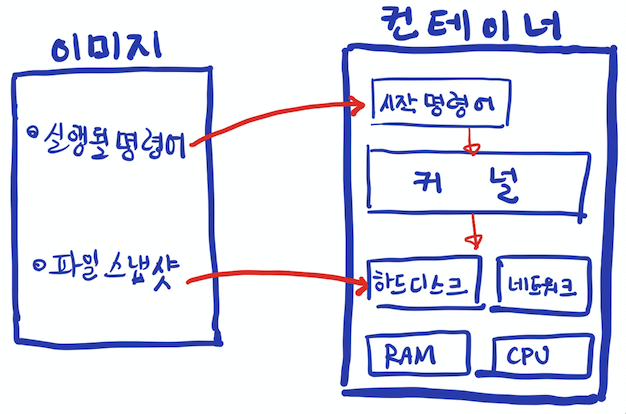 이미지
• 실행될 명령어
• 파일 스냅샷
컨테이너
시작 명령어
커널
하드디스크
네트워크
RAM
CPU